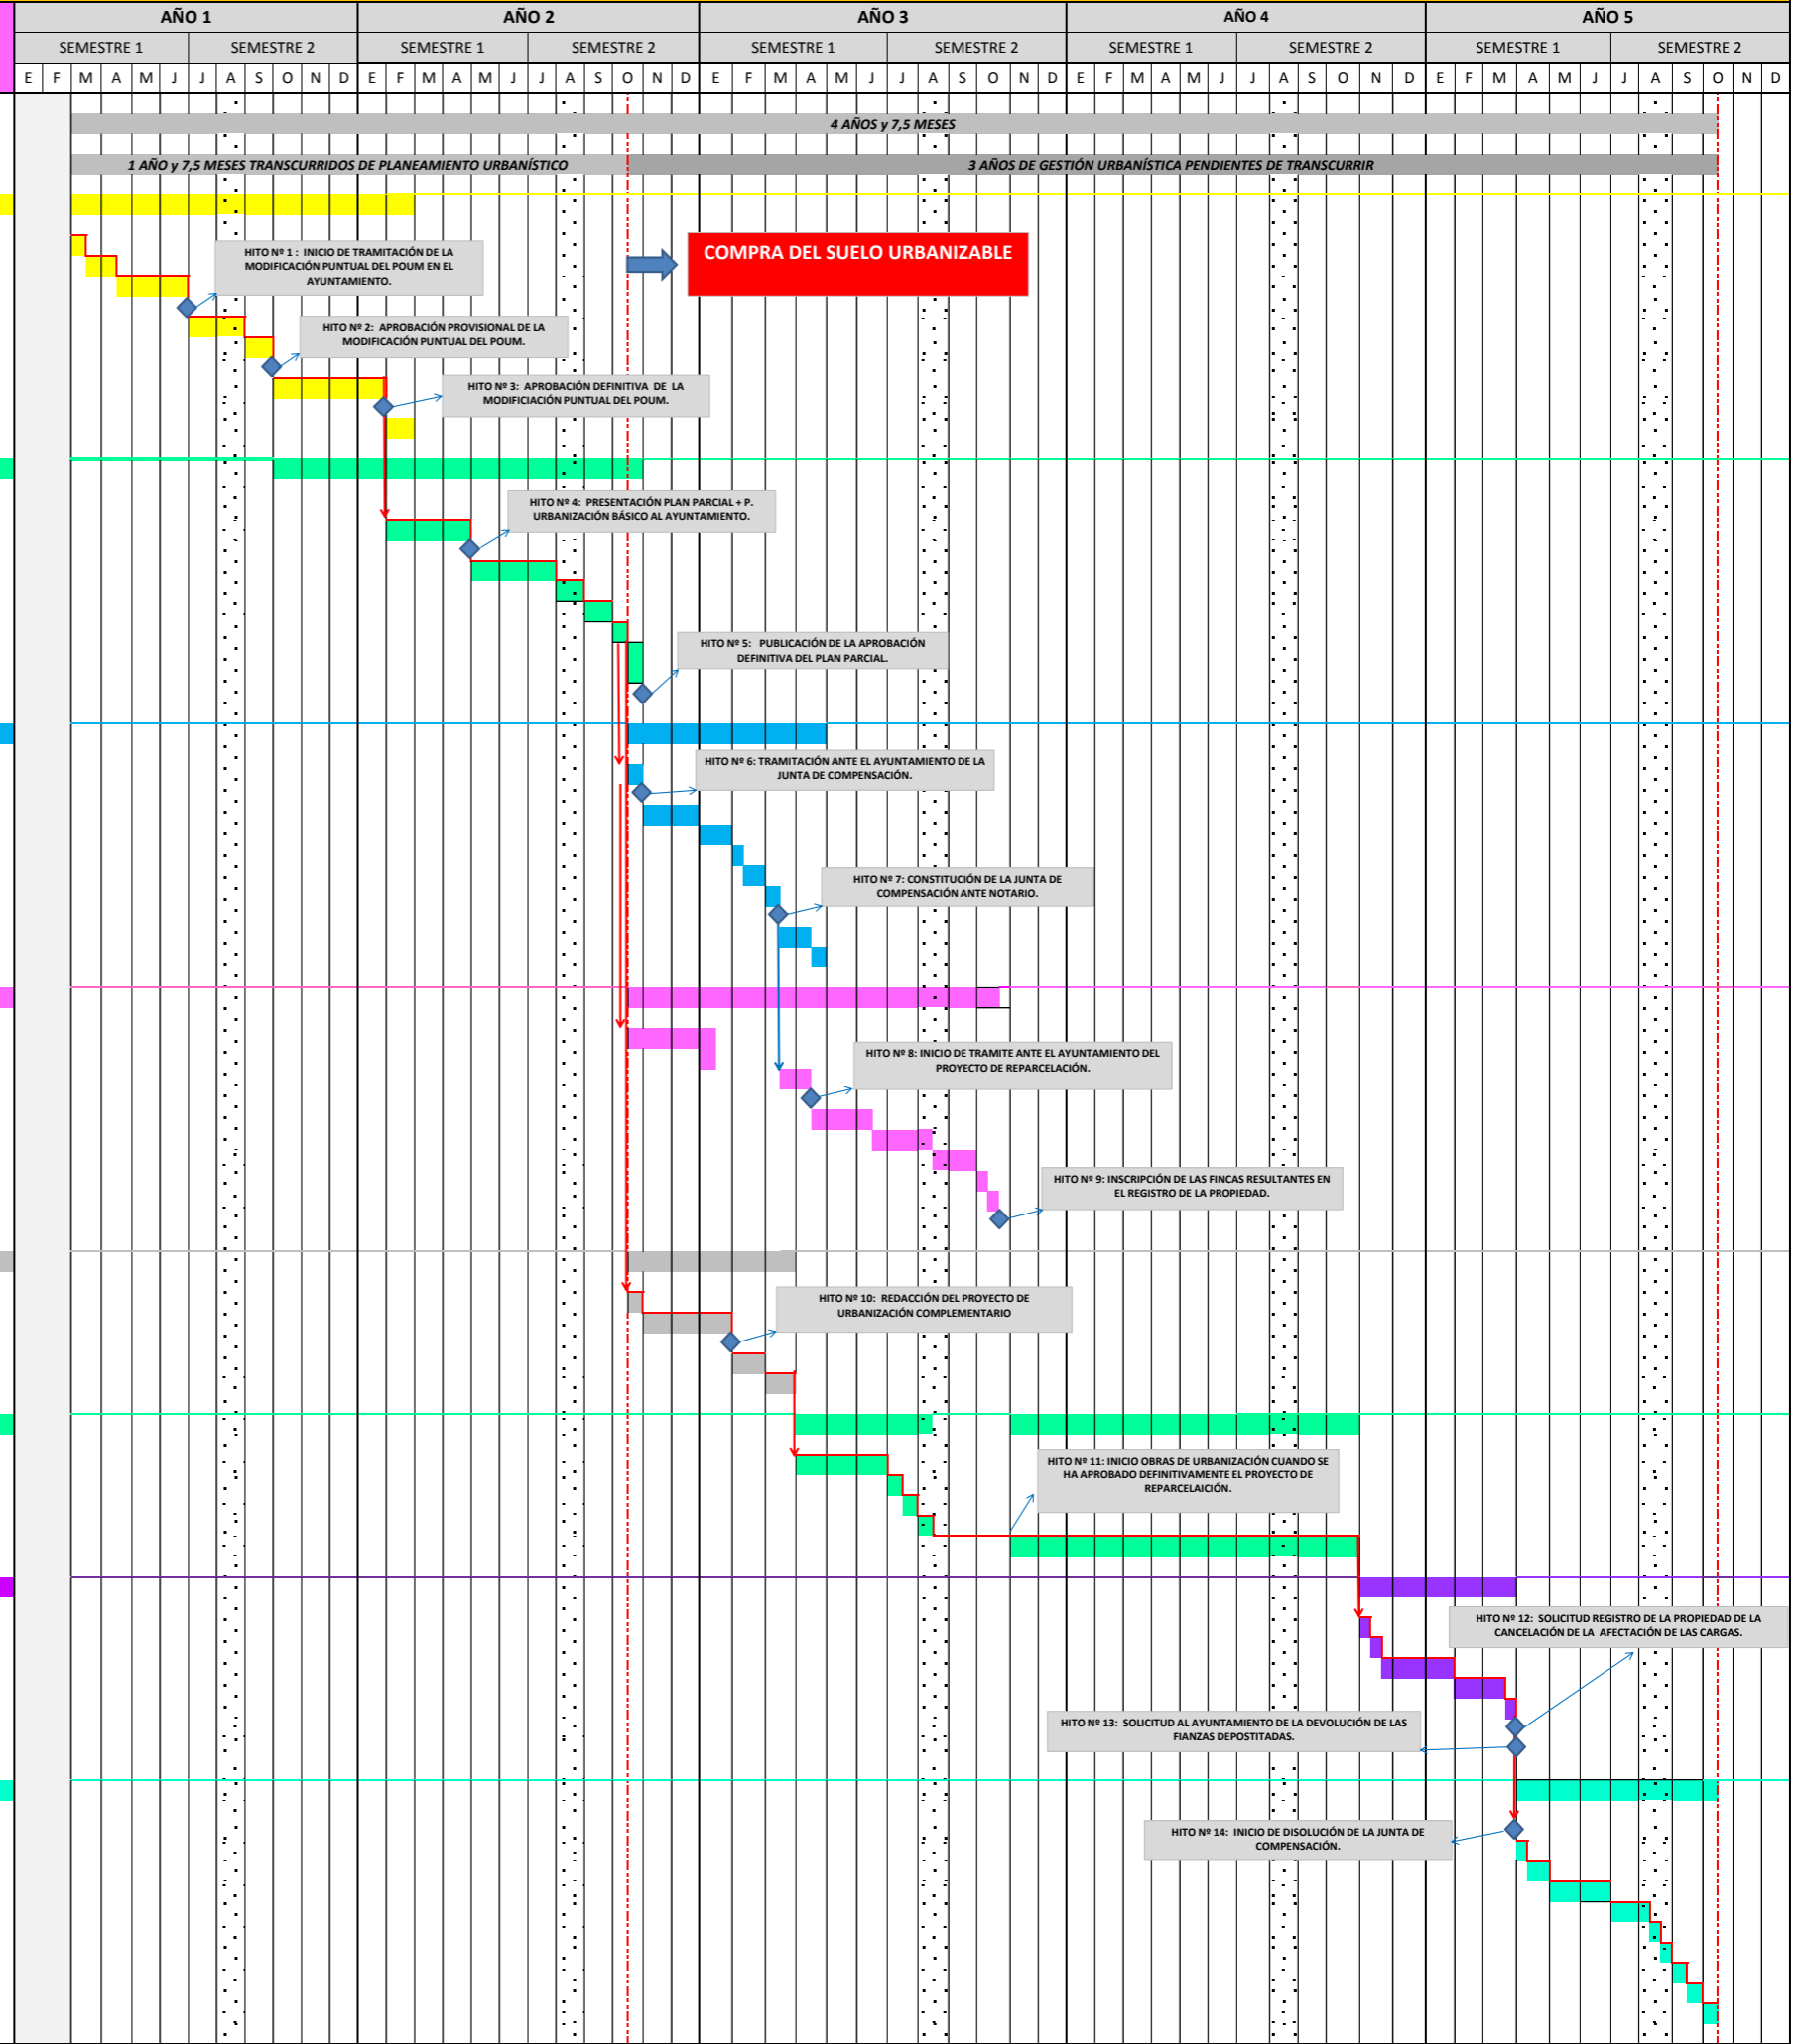 AÑO 1 AÑO 2 AÑO 3 AÑO 4 AÑO 5
SEMESTRE 1 SEMESTRE 2 SEMESTRE 1 SEMESTRE 2 SEMESTRE 1 SEMESTRE 2 SEMESTRE 1 SEMESTRE 2 SEMESTRE 1 SEMESTRE 2
E F M A M J J A S O N D E F M A M J J A S O N D E F M A M J J A S O N D E F M A M J J A S O N D E F M A M J J A S O N D
4 AÑOS y 7,5 MESES
1 AÑO y 7,5 MESES TRANSCURRIDOS DE PLANEAMIENTO URBANÍSTICO 3 AÑOS DE GESTIÓN URBANÍSTICA PENDIENTES DE TRANSCURRIR
HITO Nº 1 : INICIO DE TRAMITACIÓN DE LA
MODIFICACIÓN PUNTUAL DEL POUM EN EL
AYUNTAMIENTO.
COMPRA DEL SUELO URBANIZABLE
HITO Nº 2: APROBACIÓN PROVISIONAL DE LA
MODIFICACIÓN PUNTUAL DEL POUM.
HITO Nº 3: APROBACIÓN DEFINITIVA DE LA
MODIFICIACIÓN PUNTUAL DEL POUM.
HITO Nº 4: PRESENTACIÓN PLAN PARCIAL + P.
URBANIZACIÓN BÁSICO AL AYUNTAMIENTO.
HITO Nº 5: PUBLICACIÓN DE LA APROBACIÓN
DEFINITIVA DEL PLAN PARCIAL.
HITO Nº 6: TRAMITACIÓN ANTE EL AYUNTAMIENTO DE LA
JUNTA DE COMPENSACIÓN.
HITO Nº 7: CONSTITUCIÓN DE LA JUNTA DE
COMPENSACIÓN ANTE NOTARIO.
HITO Nº 8: INICIO DE TRAMITE ANTE EL AYUNTAMIENTO DEL
PROYECTO DE REPARCELACIÓN.
HITO Nº 9: INSCRIPCIÓN DE LAS FINCAS RESULTANTES EN
EL REGISTRO DE LA PROPIEDAD.
HITO Nº 10: REDACCIÓN DEL PROYECTO DE
URBANIZACIÓN COMPLEMENTARIO
HITO Nº 11: INICIO OBRAS DE URBANIZACIÓN CUANDO SE
HA APROBADO DEFINITIVAMENTE EL PROYECTO DE
REPARCELAICIÓN.
HITO Nº 12: SOLICITUD REGISTRO DE LA PROPIEDAD DE LA
CANCELACIÓN DE LA AFECTACIÓN DE LAS CARGAS.
HITO Nº 13: SOLICITUD AL AYUNTAMIENTO DE LA DEVOLUCIÓN DE LAS
FIANZAS DEPOSTITADAS.
HITO Nº 14: INICIO DE DISOLUCIÓN DE LA JUNTA DE
COMPENSACIÓN.